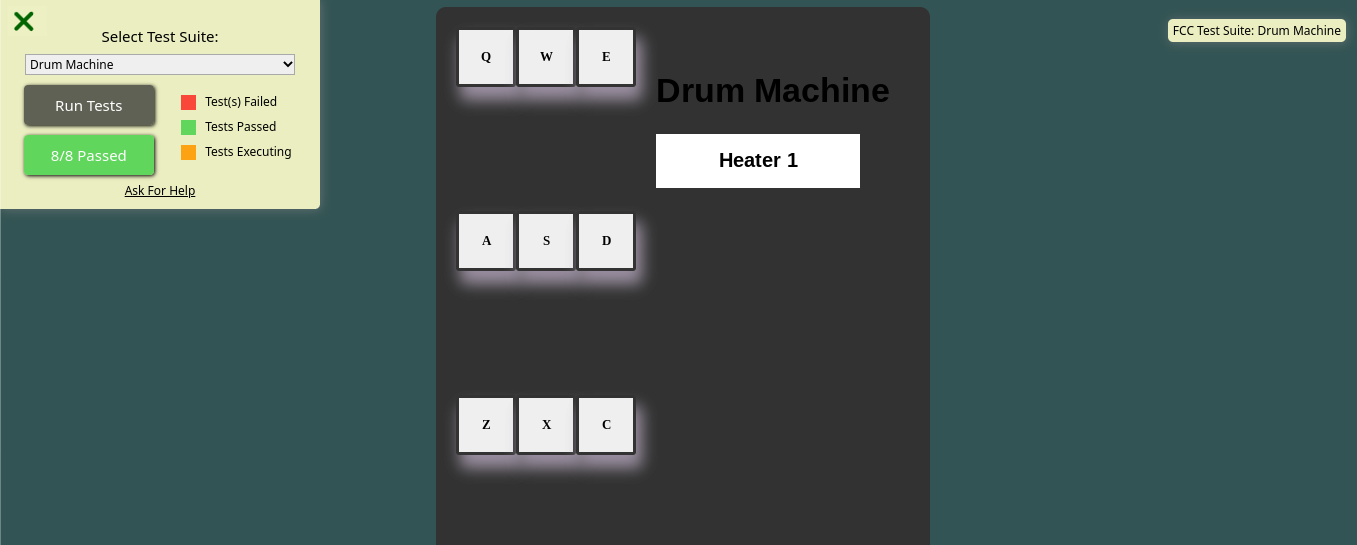 Select Test Suite:
Drum Machine
Run Tests
8/8 Passed
Test(s) Failed
Tests Passed
Tests Executing
Ask For Help
Q W E
A S D
Z X C
Drum Machine
Heater 1
FCC Test Suite: Drum Machine